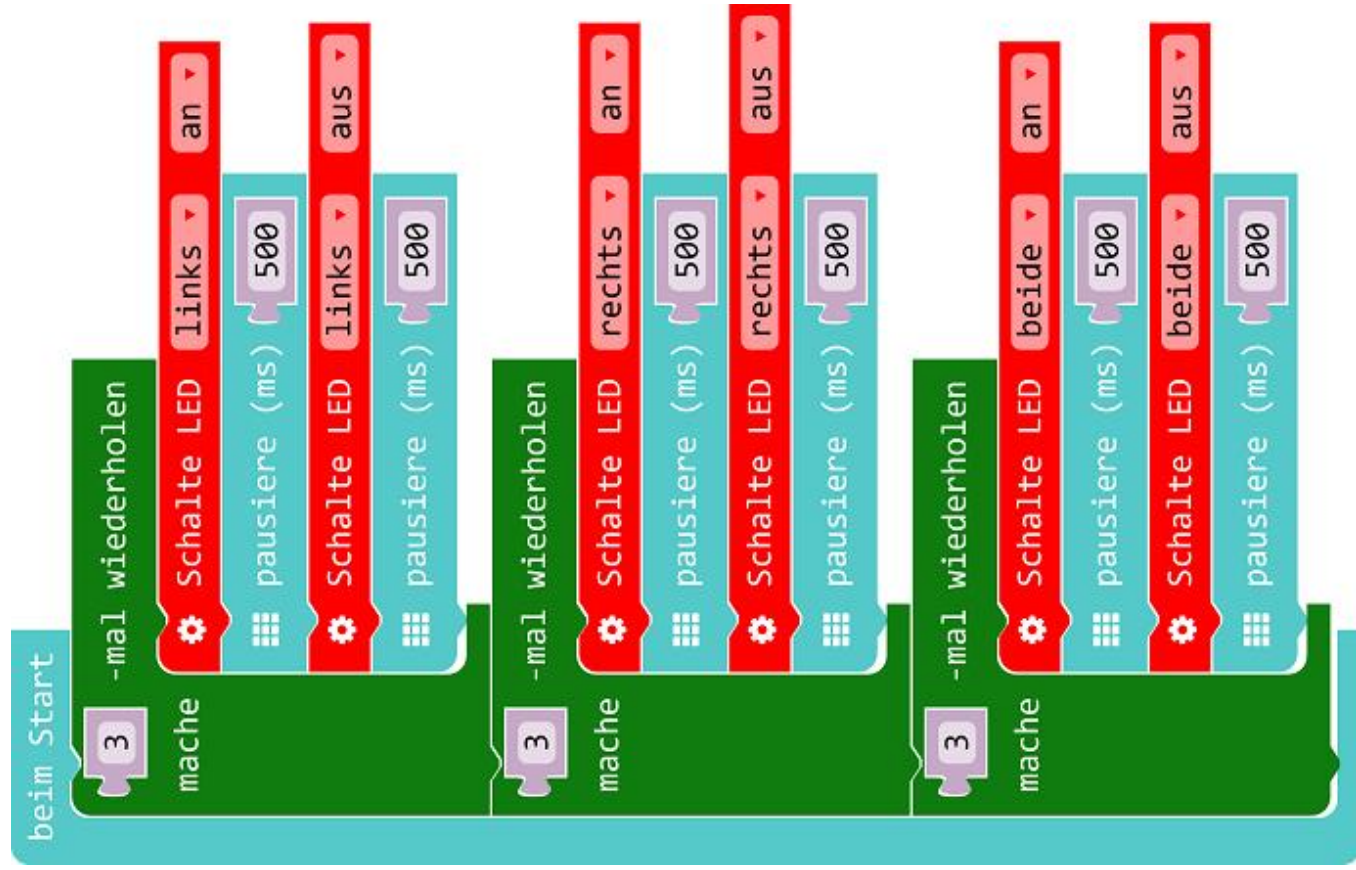 beim Start
3 -mal wiederholen
mache
Schalte LED links an
pausiere (ms) 500
Schalte LED links aus
pausiere (ms) 500
3 -mal wiederholen
mache
Schalte LED rechts an
pausiere (ms) 500
Schalte LED rechts aus
pausiere (ms) 500
3 -mal wiederholen
mache
Schalte LED beide an
pausiere (ms) 500
Schalte LED beide aus
pausiere (ms) 500